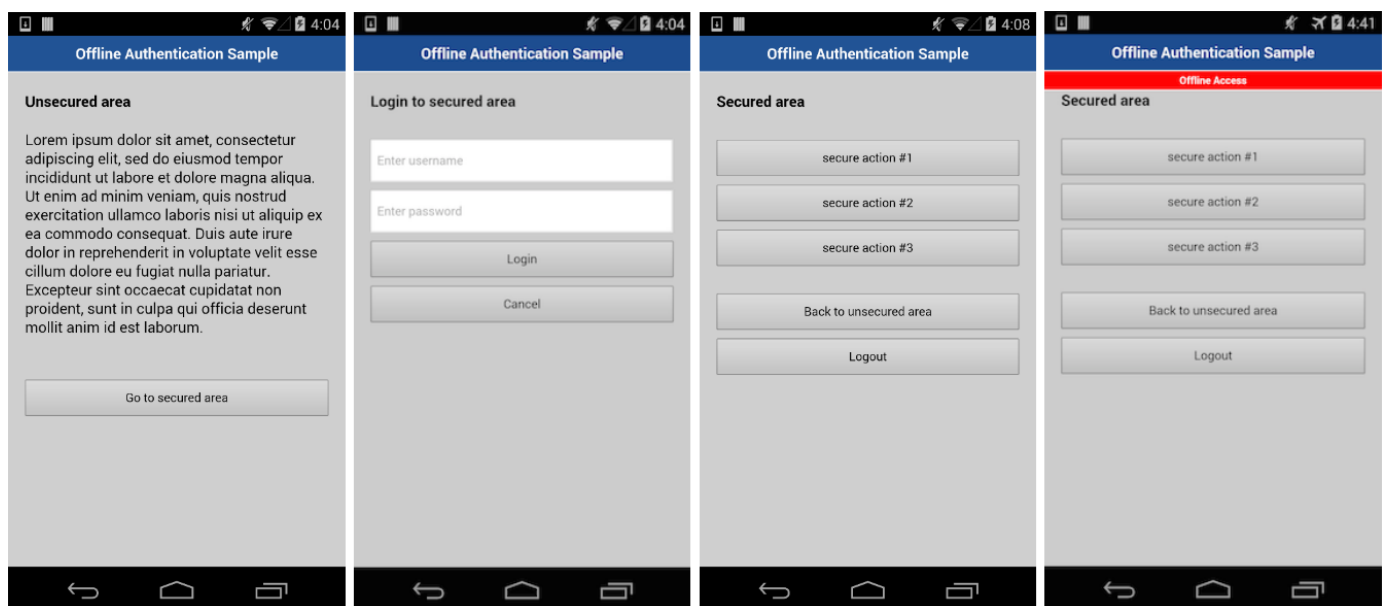 4:04
Offline Authentication Sample
Unsecured area
Lorem ipsum dolor sit amet, consectetur
adipiscing elit, sed do eiusmod tempor
incididunt ut labore et dolore magna aliqua.
Ut enim ad minim veniam, quis nostrud
exercitation ullamco laboris nisi ut aliquip ex
ea commodo consequat. Duis aute irure
dolor in reprehenderit in voluptate velit esse
cillum dolore eu fugiat nulla pariatur.
Excepteur sint occaecat cupidatat non
proident, sunt in culpa qui officia deserunt
mollit anim id est laborum.
Go to secured area
4:04
Offline Authentication Sample
Login to secured area
Enter username
Enter password
Login
Cancel
4:08
Offline Authentication Sample
Secured area
secure action #1
secure action #2
secure action #3
Back to unsecured area
Logout
4:41
Offline Authentication Sample
Offline Access
Secured area
secure action #1
secure action #2
secure action #3
Back to unsecured area
Logout